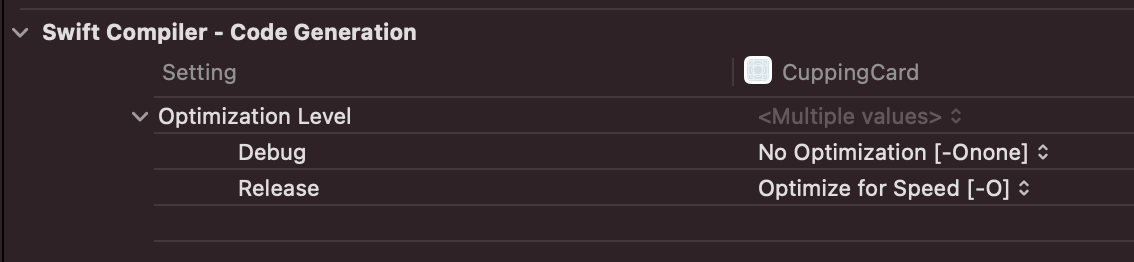 Swift Compiler - Code Generation
Setting CuppingCard
Optimization Level <Multiple values>
Debug No Optimization [-Onone]
Release Optimize for Speed [-O]